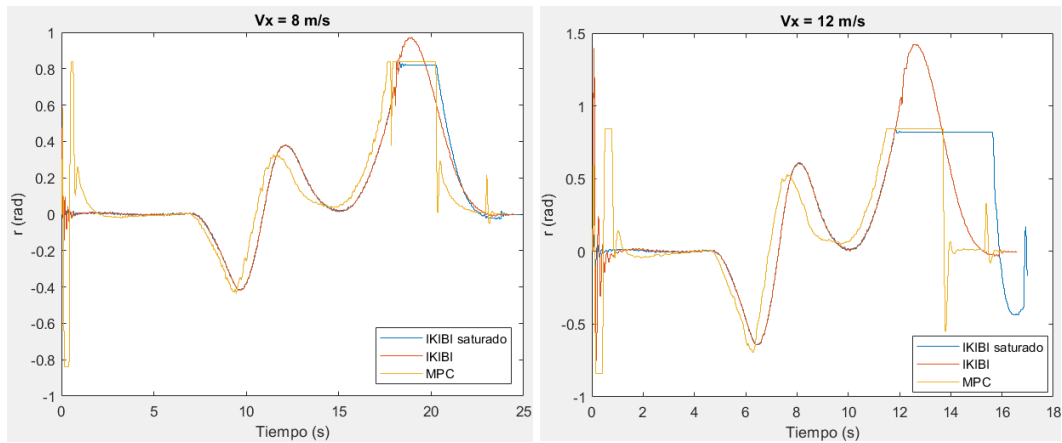 Vx = 8 m/s
r (rad)
1
0.8
0.6
0.4
0.2
0
-0.2
-0.4
-0.6
-0.8
-1
0
5
10
15
20
25
Tiempo (s)
IKIBI saturado
IKIBI
MPC
Vx = 12 m/s
r (rad)
1.5
1
0.5
0
-0.5
-1
0
2
4
6
8
10
12
14
16
18
Tiempo (s)
IKIBI saturado
IKIBI
MPC